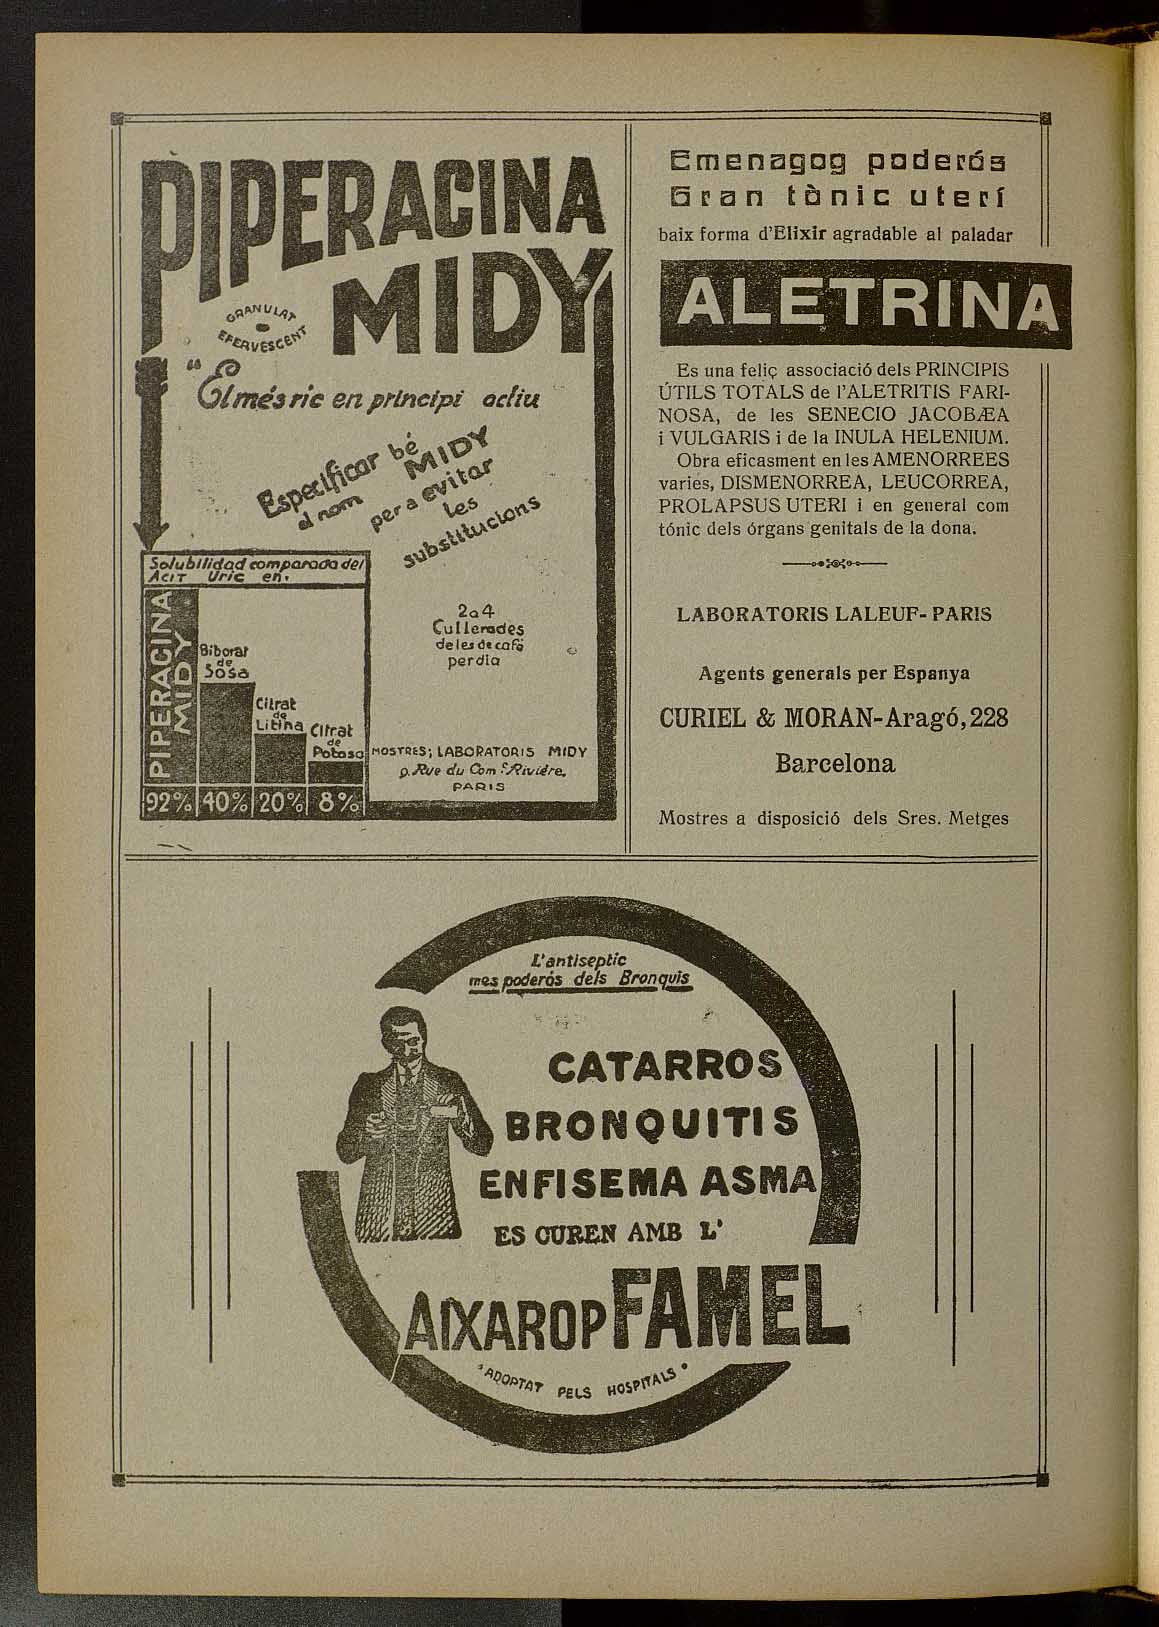 PIPERACINA
MIDY
GRANULAT
EFERVESCENT
"El més ric en principi actiu
Especificar bé
el nom MIDY
per a evitar
les
substitucions
Solubilidad comparada del
Acit Uric en:
PIPERACINA
MIDY
Biborat
de
Sosa
Citrat
de
Litina
Citrat
de
Potosa
92% 40% 20% 8%
2 a 4
Cullerades
de les de café
per dia
MOSTRES; LABORATORIS MIDY
9. Rue du Com.t Rivière.
PARIS
Emenagog poderós
Gran tònic uterí
baix forma d'Elixir agradable al paladar
ALETRINA
Es una feliç associació dels PRINCIPIS
ÚTILS TOTALS de l'ALETRITIS FARI-
NOSA, de les SENECIO JACOBÆA
i VULGARIS i de la INULA HELENIUM.
Obra eficasment en les AMENORREES
varies, DISMENORREA, LEUCORREA,
PROLAPSUS UTERI i en general com
tónic dels órgans genitals de la dona.
LABORATORIS LALEUF-PARIS
Agents generals per Espanya
CURIEL & MORAN-Aragó, 228
Barcelona
Mostres a disposició dels Sres. Metges
L'antiseptic
mes poderós dels Bronquis
CATARROS
BRONQUITIS
ENFISEMA ASMA
ES CUREN AMB L'
AIXAROP FAMEL
"ADOPTAT PELS HOSPITALS"